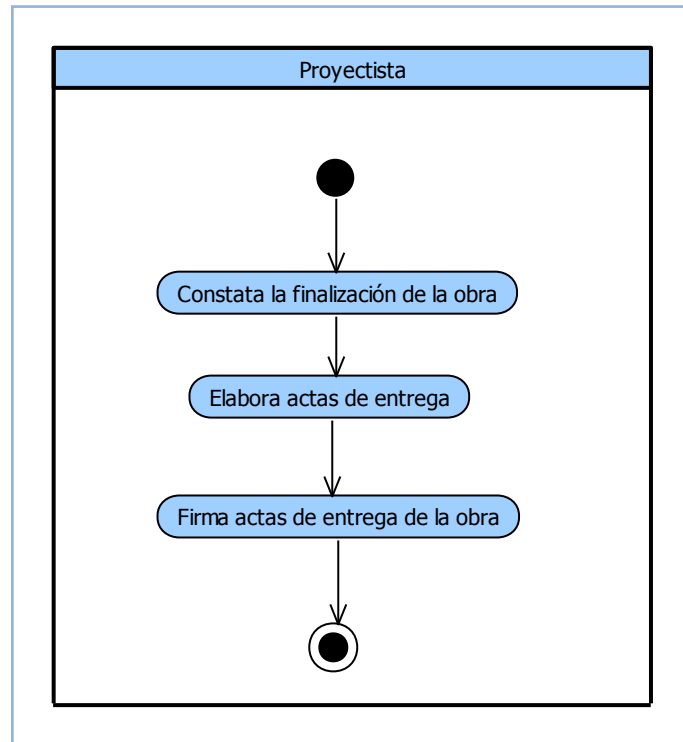 Proyectista
Constata la finalización de la obra
Elabora actas de entrega
Firma actas de entrega de la obra